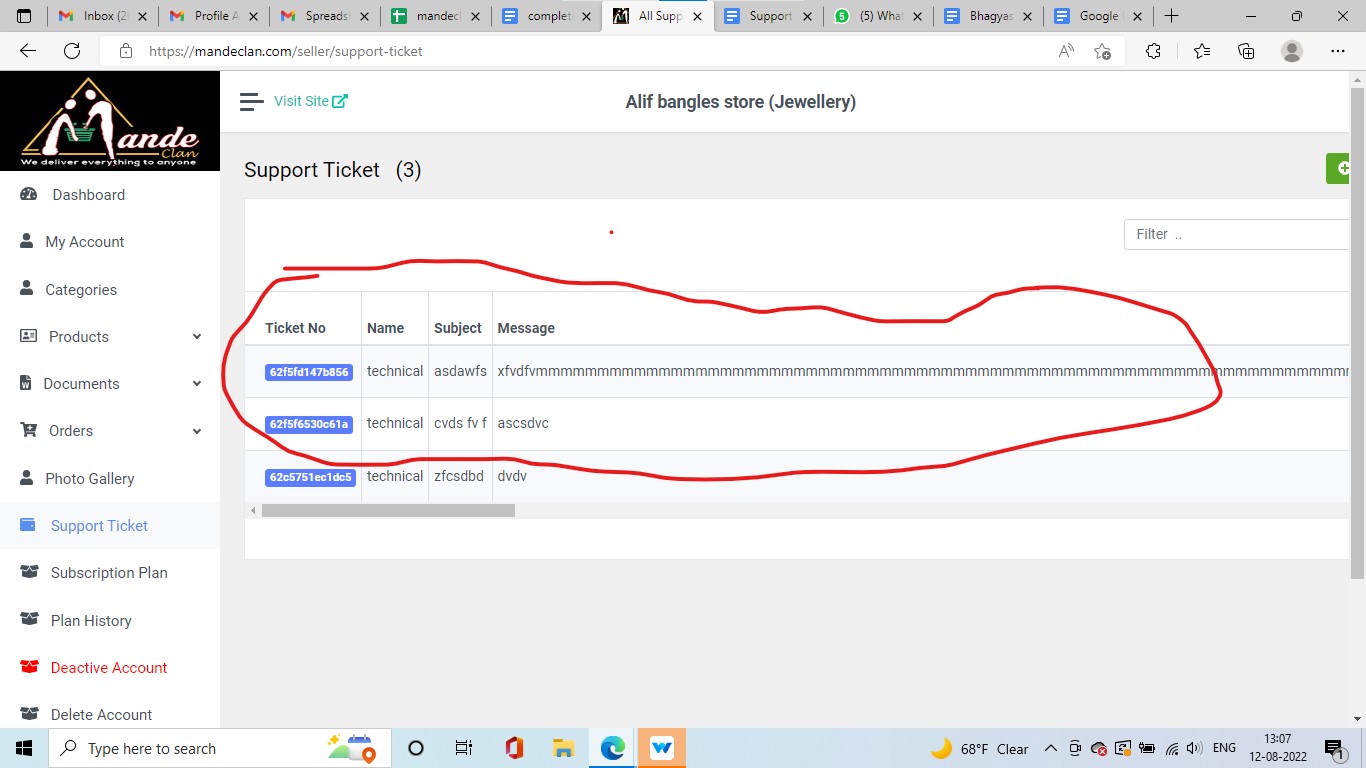 Inbox (2
Profile A
Spreads
mandecl
complet
All Supp
Support
(5) What
Bhagyas
Google
https://mandeclan.com/seller/support-ticket
Mande
Clan
We deliver everything to anyone
Visit Site
Alif bangles store (Jewellery)
Support Ticket (3)
Dashboard
My Account
Categories
Products
Documents
Orders
Photo Gallery
Support Ticket
Subscription Plan
Plan History
Deactive Account
Delete Account
Filter ..
Ticket No Name Subject Message
62f5fd147b856 technical asdawfs
62f5f6530c61a technical cvds fv f ascsdvc
62c5751ec1dc5 technical zfcsdbd dvdv
Type here to search
68°F Clear
ENG
13:07
12-08-2022
1